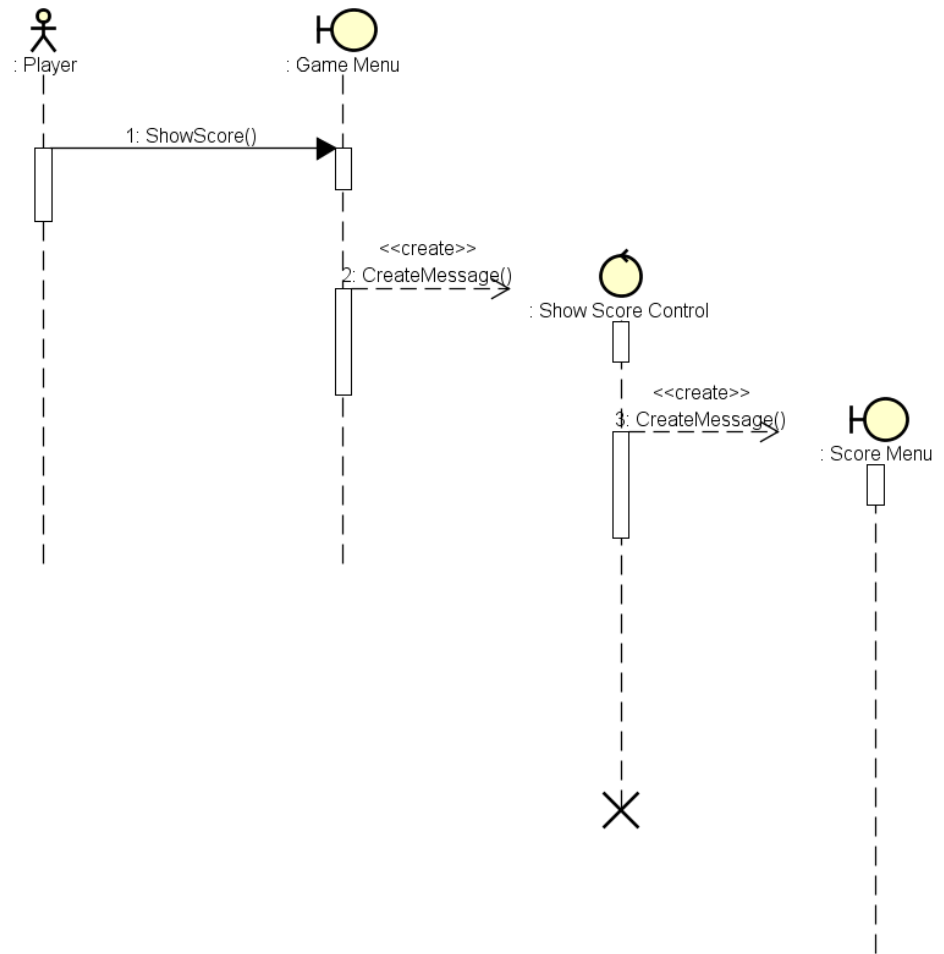 : Player
: Game Menu
1: ShowScore()
<<create>>
2: CreateMessage()
: Show Score Control
<<create>>
3: CreateMessage()
: Score Menu